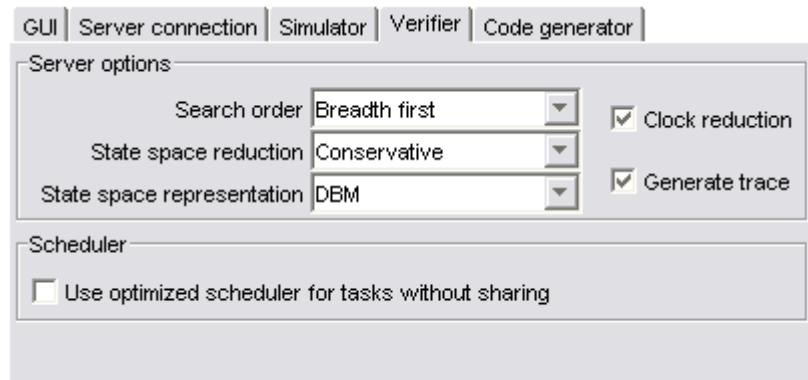 GUI Server connection Simulator Verifier Code generator
Server options
Search order Breadth first
Clock reduction
State space reduction Conservative
Generate trace
State space representation DBM
Scheduler
Use optimized scheduler for tasks without sharing